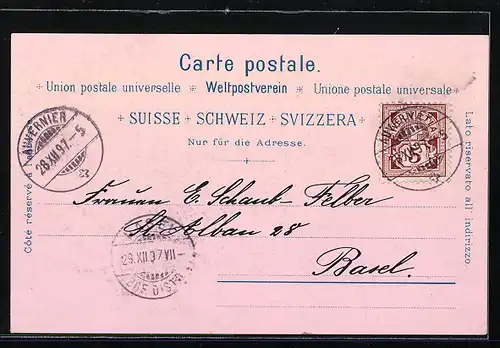 Carte postale.
Union postale universelle + Weltpostverein + Unione postale universale
+ SUISSE + SCHWEIZ + SVIZZERA +
Nur für die Adresse.
Côté réservé à
Lato riservato all indirizzo.
AUVERNIER
28.XII.97.-5
AUVERNIER
5
Frauen E. Schaub-Felber
St. Alban 28
Basel.
29.XII.97.VII-